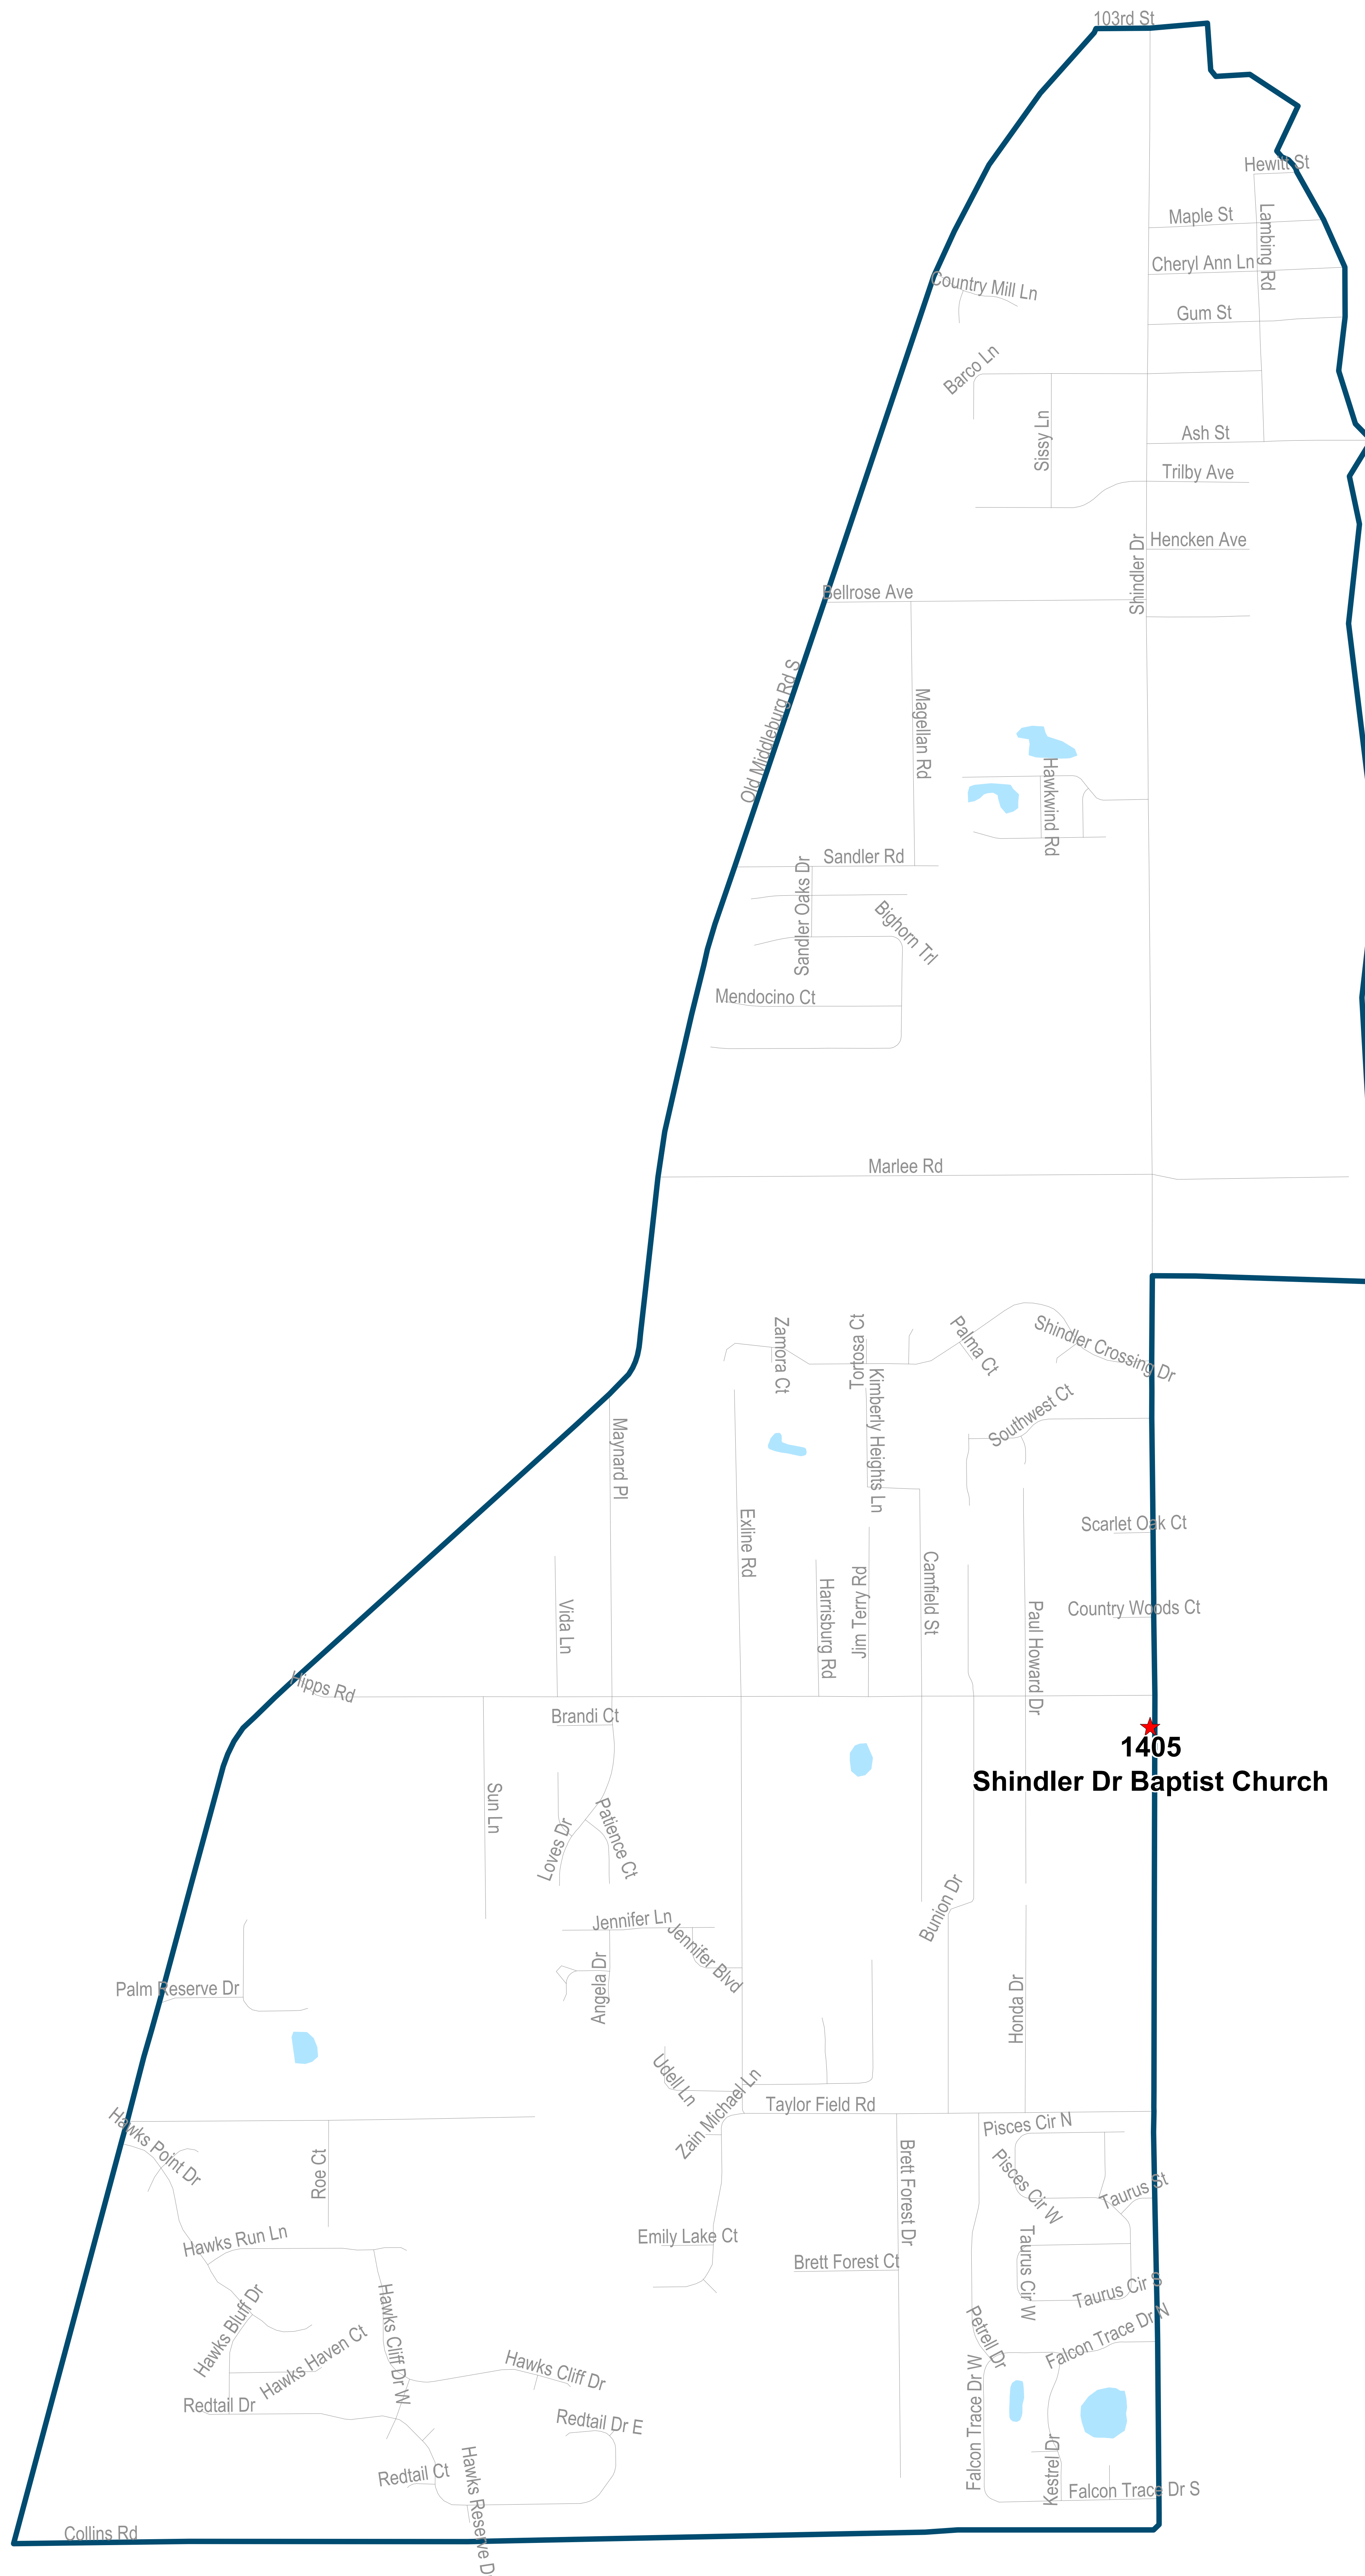 103rd St
Hewitt St
Maple St
Lambing Rd
Cheryl Ann Ln
Country Mill Ln
Gum St
Barco Ln
Sissy Ln
Ash St
Trilby Ave
Shindler Dr
Hencken Ave
Bellrose Ave
Old Middleburg Rd S
Magellan Rd
Hawkwind Rd
Sandler Rd
Sandler Oaks Dr
Bighorn Trl
Mendocino Ct
Marlee Rd
Zamora Ct
Tortosa Ct
Palma Ct
Shindler Crossing Dr
Kimberly Heights Ln
Southwest Ct
Maynard Pl
Exline Rd
Scarlet Oak Ct
Vida Ln
Harrisburg Rd
Jim Terry Rd
Camfield St
Paul Howard Dr
Country Woods Ct
Hipps Rd
Brandi Ct
1405
Shindler Dr Baptist Church
Sun Ln
Loves Dr
Patience Ct
Bunion Dr
Jennifer Ln
Jennifer Blvd
Angela Dr
Honda Dr
Palm Reserve Dr
Udell Ln
Zain Michael Ln
Taylor Field Rd
Hawks Point Dr
Roe Ct
Pisces Cir N
Pisces Cir W
Brett Forest Dr
Taurus St
Hawks Run Ln
Emily Lake Ct
Brett Forest Ct
Taurus Cir W
Taurus Cir S
Hawks Bluff Dr
Hawks Haven Ct
Hawks Cliff Dr W
Hawks Cliff Dr
Petrell Dr
Falcon Trace Dr N
Redtail Dr
Redtail Dr E
Falcon Trace Dr W
Kestrel Dr
Redtail Ct
Hawks Reserve D
Falcon Trace Dr S
Collins Rd